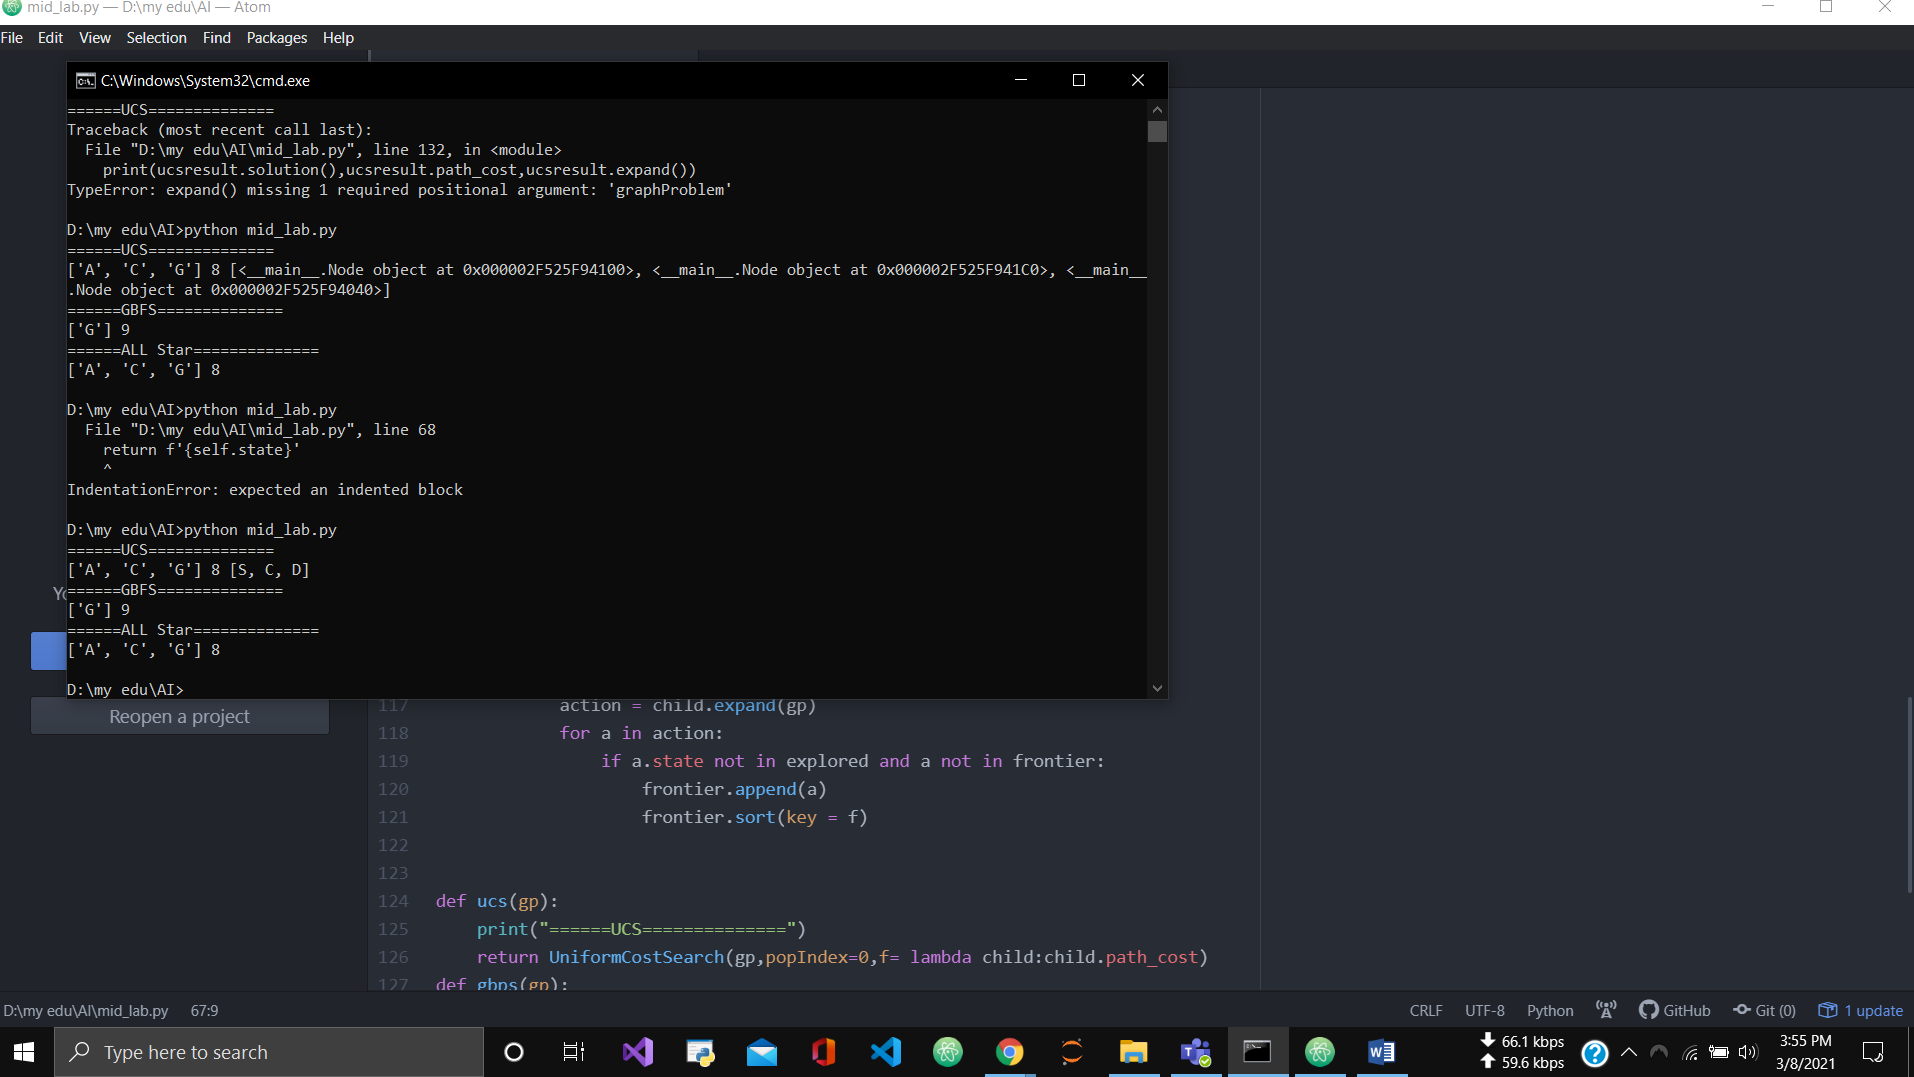 mid_lab.py — D:\my edu\AI — Atom
File Edit View Selection Find Packages Help
C:\Windows\System32\cmd.exe
======UCS==============
Traceback (most recent call last):
  File "D:\my edu\AI\mid_lab.py", line 132, in <module>
    print(ucsresult.solution(),ucsresult.path_cost,ucsresult.expand())
TypeError: expand() missing 1 required positional argument: 'graphProblem'
D:\my edu\AI>python mid_lab.py
======UCS==============
['A', 'C', 'G'] 8 [<__main__.Node object at 0x000002F525F94100>, <__main__.Node object at 0x000002F525F941C0>, <__main__
.Node object at 0x000002F525F94040>]
======GBFS==============
['G'] 9
======ALL Star==============
['A', 'C', 'G'] 8
D:\my edu\AI>python mid_lab.py
  File "D:\my edu\AI\mid_lab.py", line 68
    return f'{self.state}'
    ^
IndentationError: expected an indented block
D:\my edu\AI>python mid_lab.py
======UCS==============
['A', 'C', 'G'] 8 [S, C, D]
======GBFS==============
['G'] 9
======ALL Star==============
['A', 'C', 'G'] 8
D:\my edu\AI>
Reopen a project
117 action = child.expand(gp)
118 for a in action:
119 if a.state not in explored and a not in frontier:
120 frontier.append(a)
121 frontier.sort(key = f)
122
123
124 def ucs(gp):
125 print("======UCS==============")
126 return UniformCostSearch(gp,popIndex=0,f= lambda child:child.path_cost)
127 def gbps(gp):
D:\my edu\AI\mid_lab.py 67:9 CRLF UTF-8 Python GitHub Git (0) 1 update
Type here to search
66.1 kbps
59.6 kbps
3:55 PM
3/8/2021